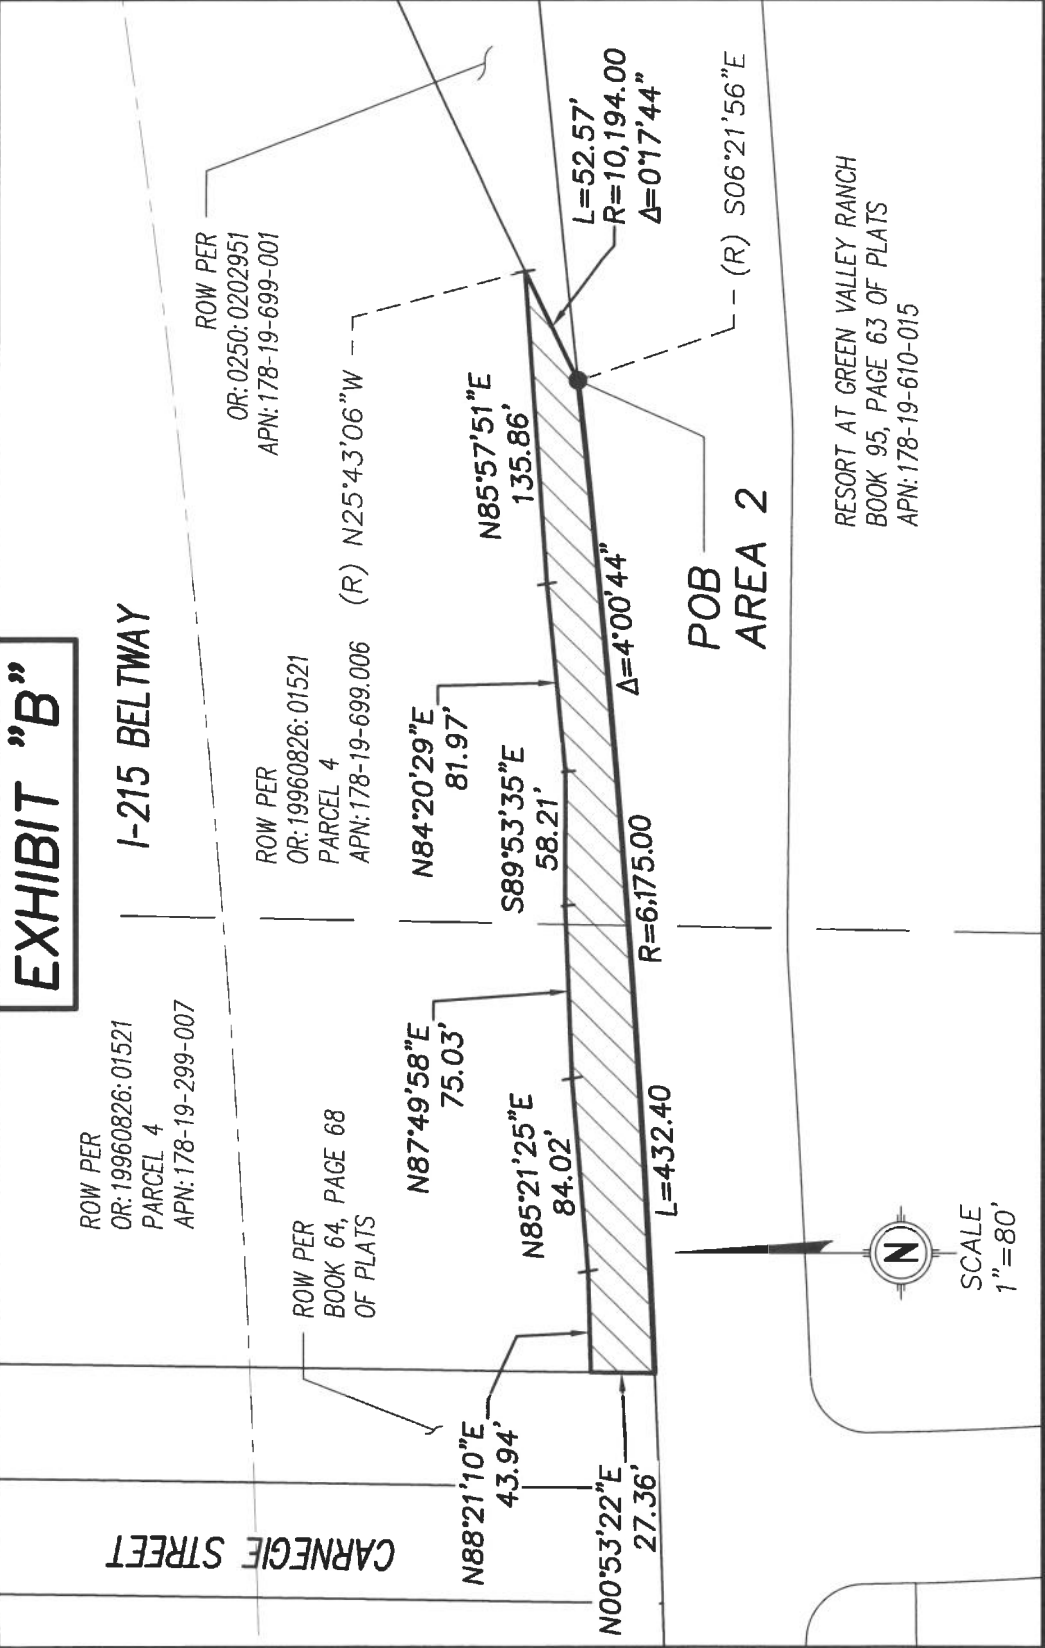 EXHIBIT "B"
I-215 BELTWAY
ROW PER
OR:19960826:01521
PARCEL 4
APN:178-19-299-007
ROW PER
OR:19960826:01521
PARCEL 4
APN:178-19-699.006
ROW PER
OR:0250:0202951
APN:178-19-699-001
ROW PER
BOOK 64, PAGE 68
OF PLATS
CARNEGIE STREET
N88°21'10"E
43.94'
N00°53'22"E
27.36'
N85°21'25"E
84.02'
N87°49'58"E
75.03'
S89°53'35"E
58.21'
N84°20'29"E
81.97'
N85°57'51"E
135.86'
(R) N25°43'06"W
L=52.57'
R=10,194.00
Δ=0°17'44"
(R) S06°21'56"E
L=432.40
R=6,175.00
Δ=4°00'44"
POB
AREA 2
RESORT AT GREEN VALLEY RANCH
BOOK 95, PAGE 63 OF PLATS
APN:178-19-610-015
N
SCALE
1"=80'